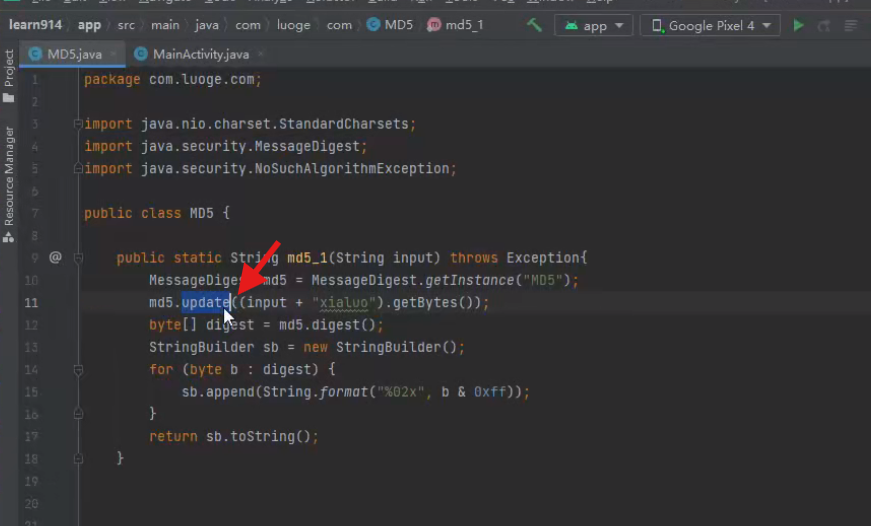 learn914 app src main java com luoge com MD5 md5_1 app Google Pixel 4
MD5.java MainActivity.java
Project
Resource Manager
1 package com.luoge.com;
2
3 import java.nio.charset.StandardCharsets;
4 import java.security.MessageDigest;
5 import java.security.NoSuchAlgorithmException;
6
7 public class MD5 {
8
9 @ public static String md5_1(String input) throws Exception{
10 md5 = MessageDigest.getInstance("MD5");
11 md5.update((input + "xialuo").getBytes());
12 byte[] digest = md5.digest();
13 StringBuilder sb = new StringBuilder();
14 for (byte b : digest) {
15 sb.append(String.format("%02x", b & 0xff));
16 }
17 return sb.toString();
18 }
19
20
21